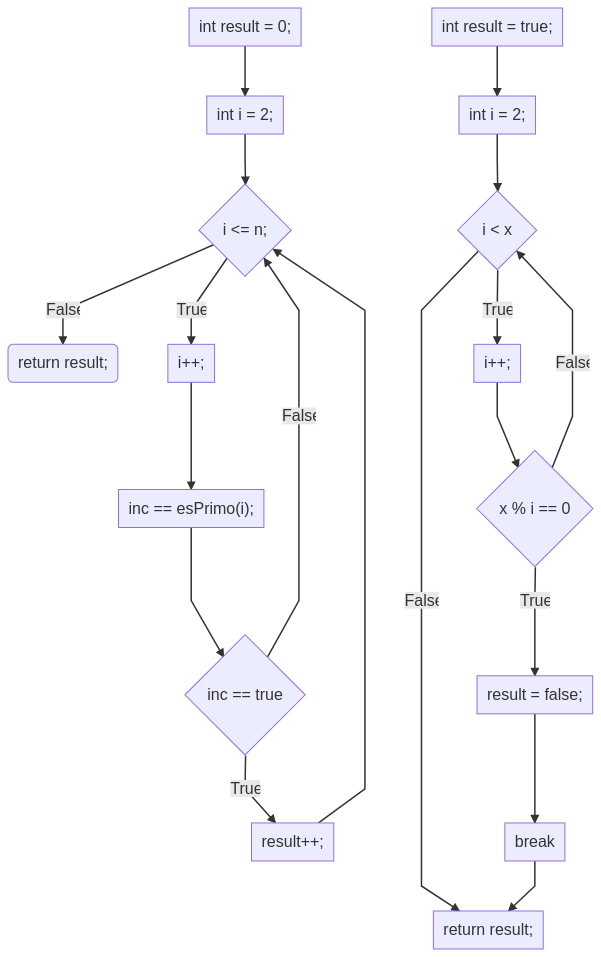 int result = 0;
int i = 2;
i <= n;
False
True
return result;
i++;
False
inc == esPrimo(i);
inc == true
True
result++;
int result = true;
int i = 2;
i < x
True
i++;
False
x % i == 0
False
True
result = false;
break
return result;